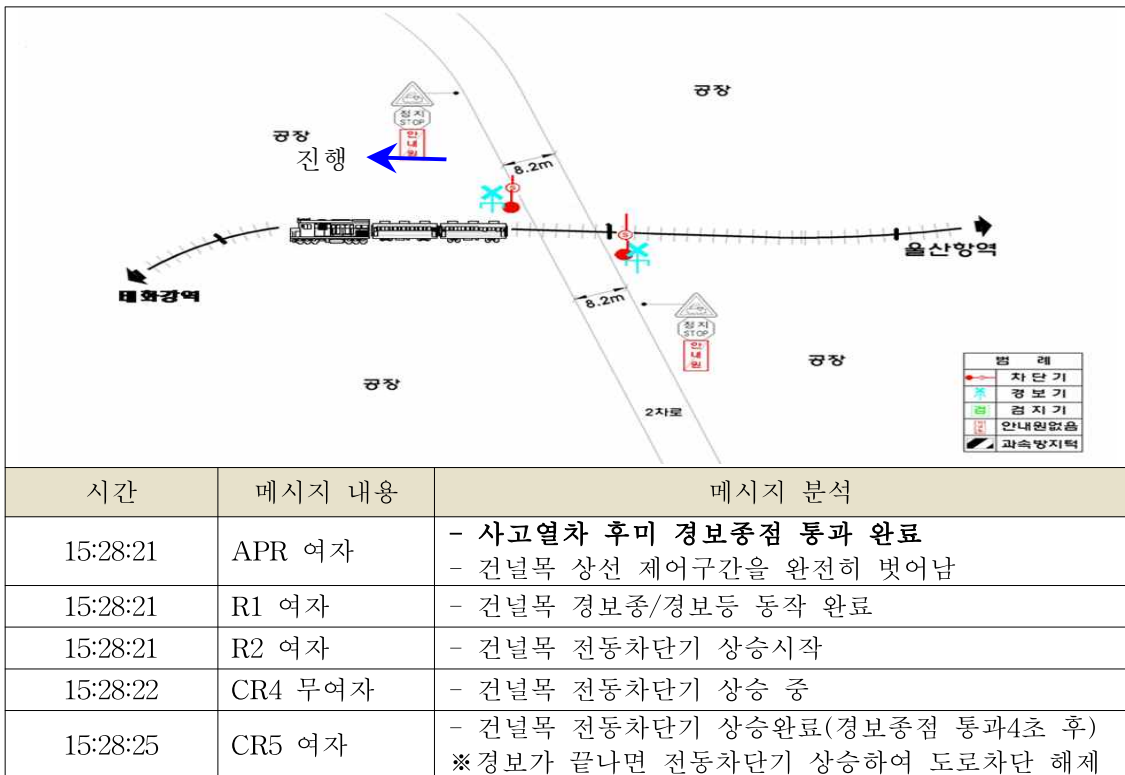 공장
정지
STOP
안내원
공장
진행
8.2m
울산항역
태화강역
8.2m
정지
STOP
안내원
공장
공장
2차로
범 례
차 단 기
경 보 기
검 검 지 기
안내원없음
과속방지턱
시간 메시지 내용 메시지 분석
15:28:21 APR 여자 - 사고열차 후미 경보종점 통과 완료
- 건널목 상선 제어구간을 완전히 벗어남
15:28:21 R1 여자 - 건널목 경보종/경보등 동작 완료
15:28:21 R2 여자 - 건널목 전동차단기 상승시작
15:28:22 CR4 무여자 - 건널목 전동차단기 상승 중
15:28:25 CR5 여자 - 건널목 전동차단기 상승완료(경보종점 통과4초 후)
※경보가 끝나면 전동차단기 상승하여 도로차단 해제